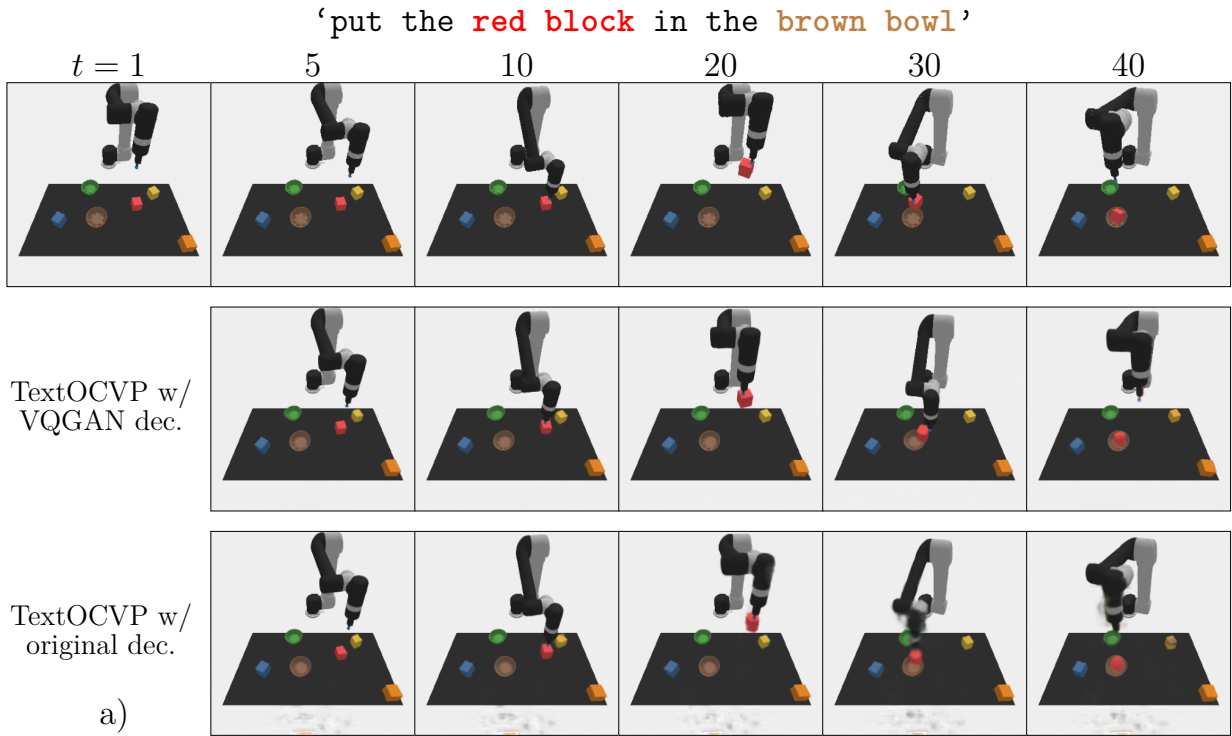 ‘put the red block in the brown bowl’
t = 1 5 10 20 30 40
TextOCVP w/
VQGAN dec.
TextOCVP w/
original dec.
a)